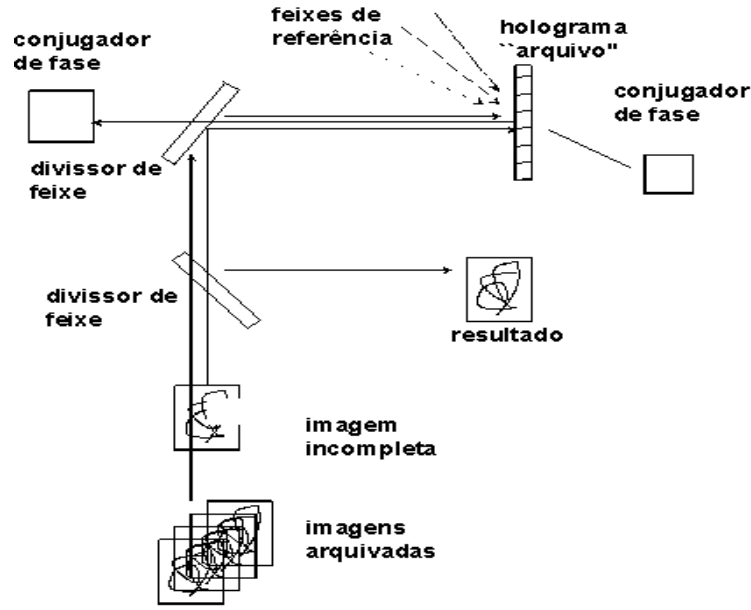 conjugador
de fase
feixes de
referência
holograma
``arquivo"
conjugador
de fase
divissor de
feixe
divissor de
feixe
resultado
imagem
incompleta
imagens
arquivadas